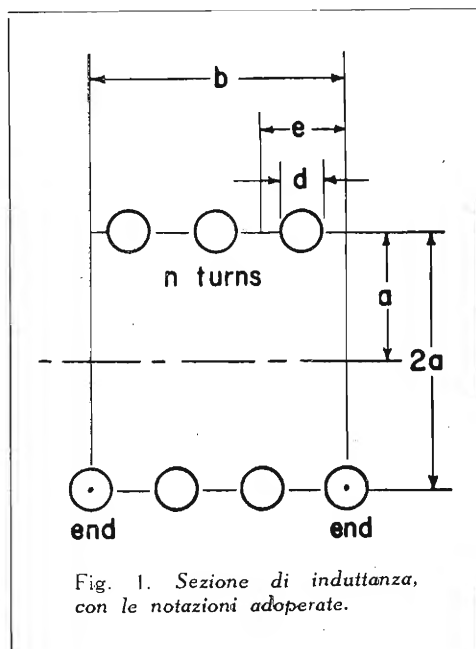 b
e
d
n turns
a
2a
end
end
Fig. 1. Sezione di induttanza,
con le notazioni adoperate.